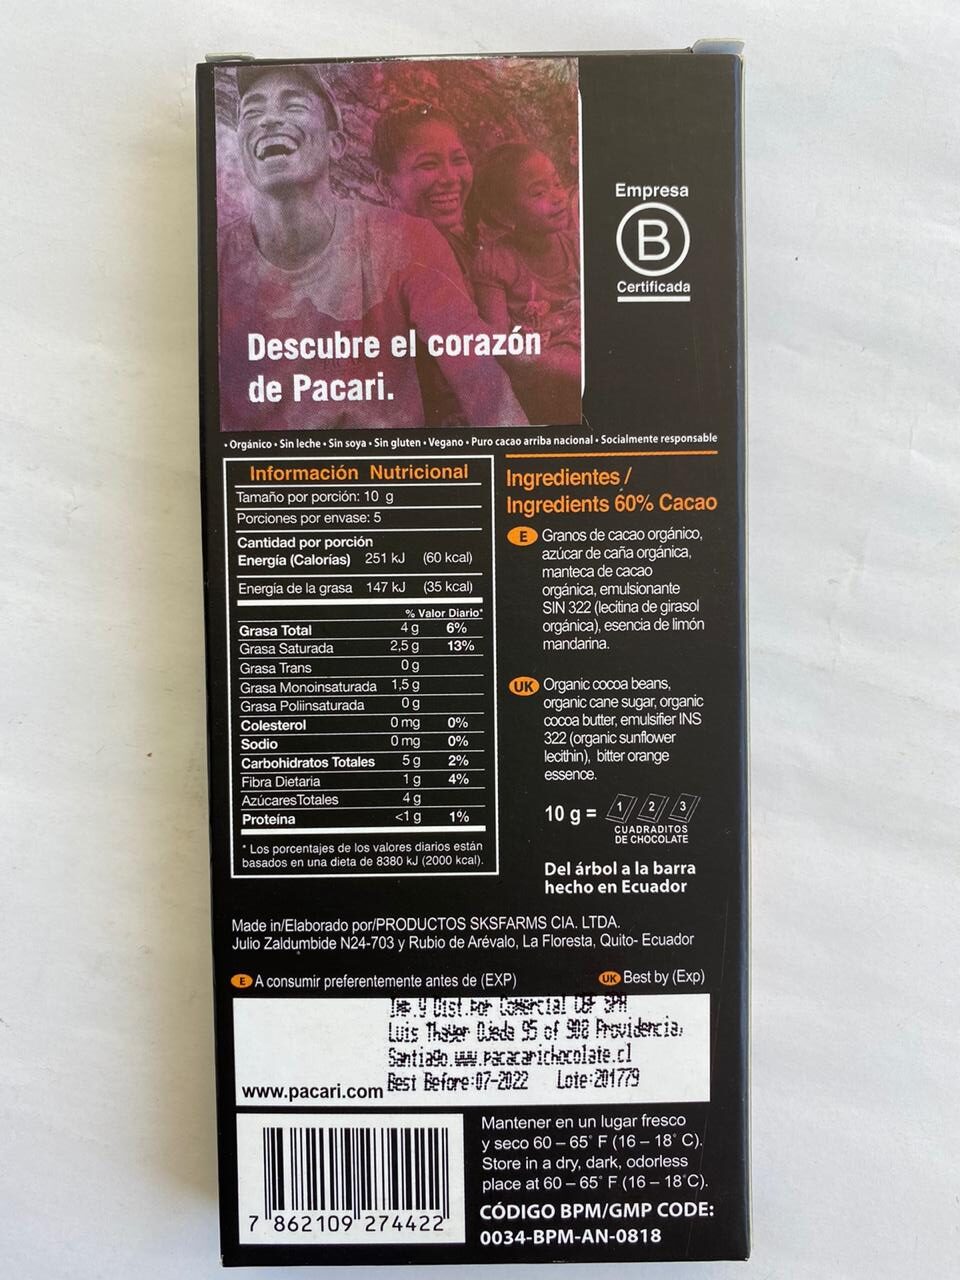 Empresa
B
Certificada
Descubre el corazón
de Pacari.
• Orgánico • Sin leche • Sin soya • Sin gluten • Vegano • Puro cacao arriba nacional • Socialmente responsable
Información Nutricional
Tamaño por porción: 10 g
Porciones por envase: 5
Cantidad por porción
Energía (Calorías) 251 kJ (60 kcal)
Energía de la grasa 147 kJ (35 kcal)
% Valor Diario*
Grasa Total 4 g 6%
Grasa Saturada 2,5 g 13%
Grasa Trans 0 g
Grasa Monoinsaturada 1,5 g
Grasa Poliinsaturada 0 g
Colesterol 0 mg 0%
Sodio 0 mg 0%
Carbohidratos Totales 5 g 2%
Fibra Dietaria 1 g 4%
AzúcaresTotales 4 g
Proteína <1 g 1%
* Los porcentajes de los valores diarios están
basados en una dieta de 8380 kJ (2000 kcal).
Ingredientes /
Ingredients 60% Cacao
E Granos de cacao orgánico,
azúcar de caña orgánica,
manteca de cacao
orgánica, emulsionante
SIN 322 (lecitina de girasol
orgánica), esencia de limón
mandarina.
UK Organic cocoa beans,
organic cane sugar, organic
cocoa butter, emulsifier INS
322 (organic sunflower
lecithin), bitter orange
essence.
10 g = 1 2 3
CUADRADITOS
DE CHOCOLATE
Del árbol a la barra
hecho en Ecuador
Made in/Elaborado por/PRODUCTOS SKSFARMS CIA. LTDA.
Julio Zaldumbide N24-703 y Rubio de Arévalo, La Floresta, Quito- Ecuador
E A consumir preferentemente antes de (EXP)
UK Best by (Exp)
y Dist.Por Comercial SPA
Luis Thayer Ojeda 95 of 908 Providencia,
Santiago.
Best Before:07-2022 Lote:201779
www.pacari.com
7 862109 274422
Mantener en un lugar fresco
y seco 60 – 65° F (16 – 18° C).
Store in a dry, dark, odorless
place at 60 – 65° F (16 – 18°C).
CÓDIGO BPM/GMP CODE:
0034-BPM-AN-0818